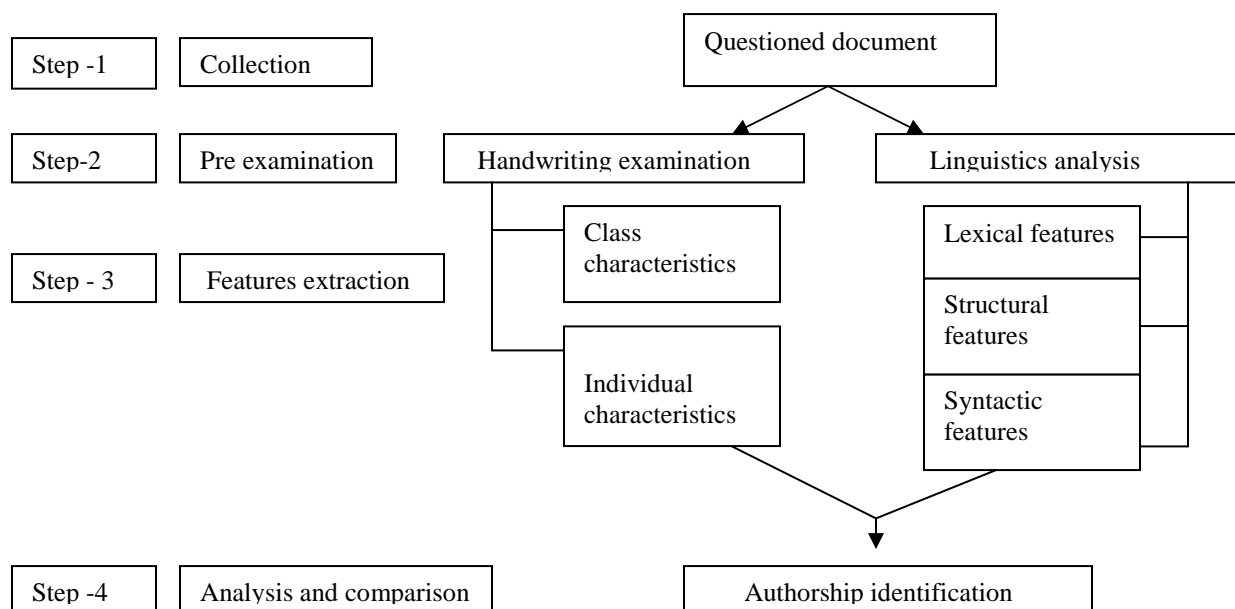 Questioned document
Step -1
Collection
Step-2
Pre examination
Handwriting examination
Linguistics analysis
Class
characteristics
Lexical features
Step - 3
Features extraction
Structural
features
Individual
characteristics
Syntactic
features
Step -4
Analysis and comparison
Authorship identification